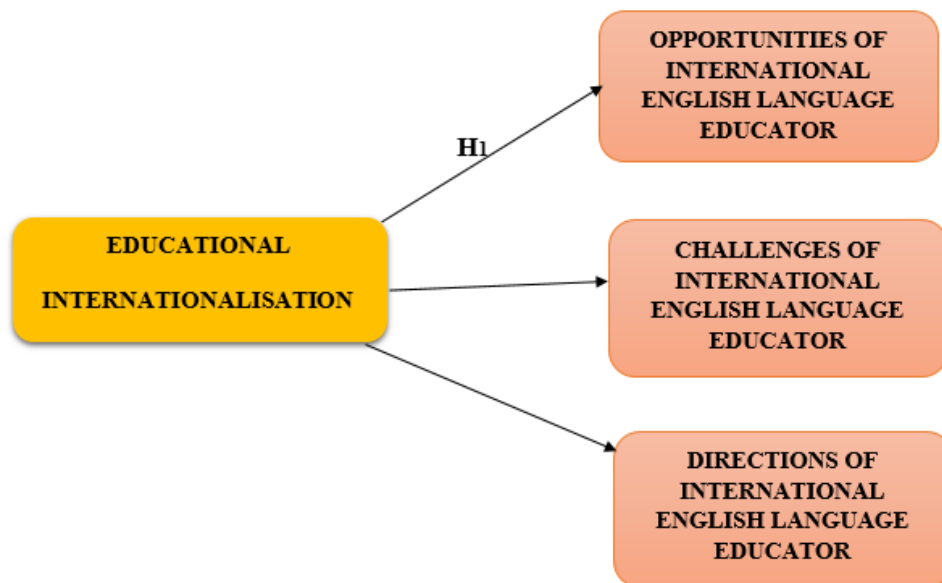 OPPORTUNITIES OF
INTERNATIONAL
ENGLISH LANGUAGE
EDUCATOR
H1
EDUCATIONAL
INTERNATIONALISATION
CHALLENGES OF
INTERNATIONAL
ENGLISH LANGUAGE
EDUCATOR
DIRECTIONS OF
INTERNATIONAL
ENGLISH LANGUAGE
EDUCATOR